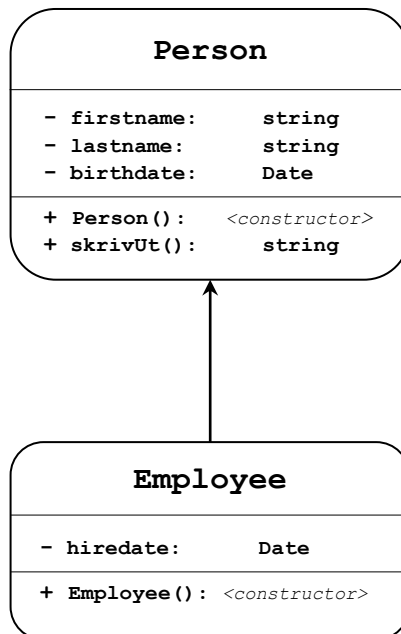 Person
- firstname: string
- lastname: string
- birthdate: Date
+ Person(): <constructor>
+ skrivUt(): string
Employee
- hiredate: Date
+ Employee(): <constructor>